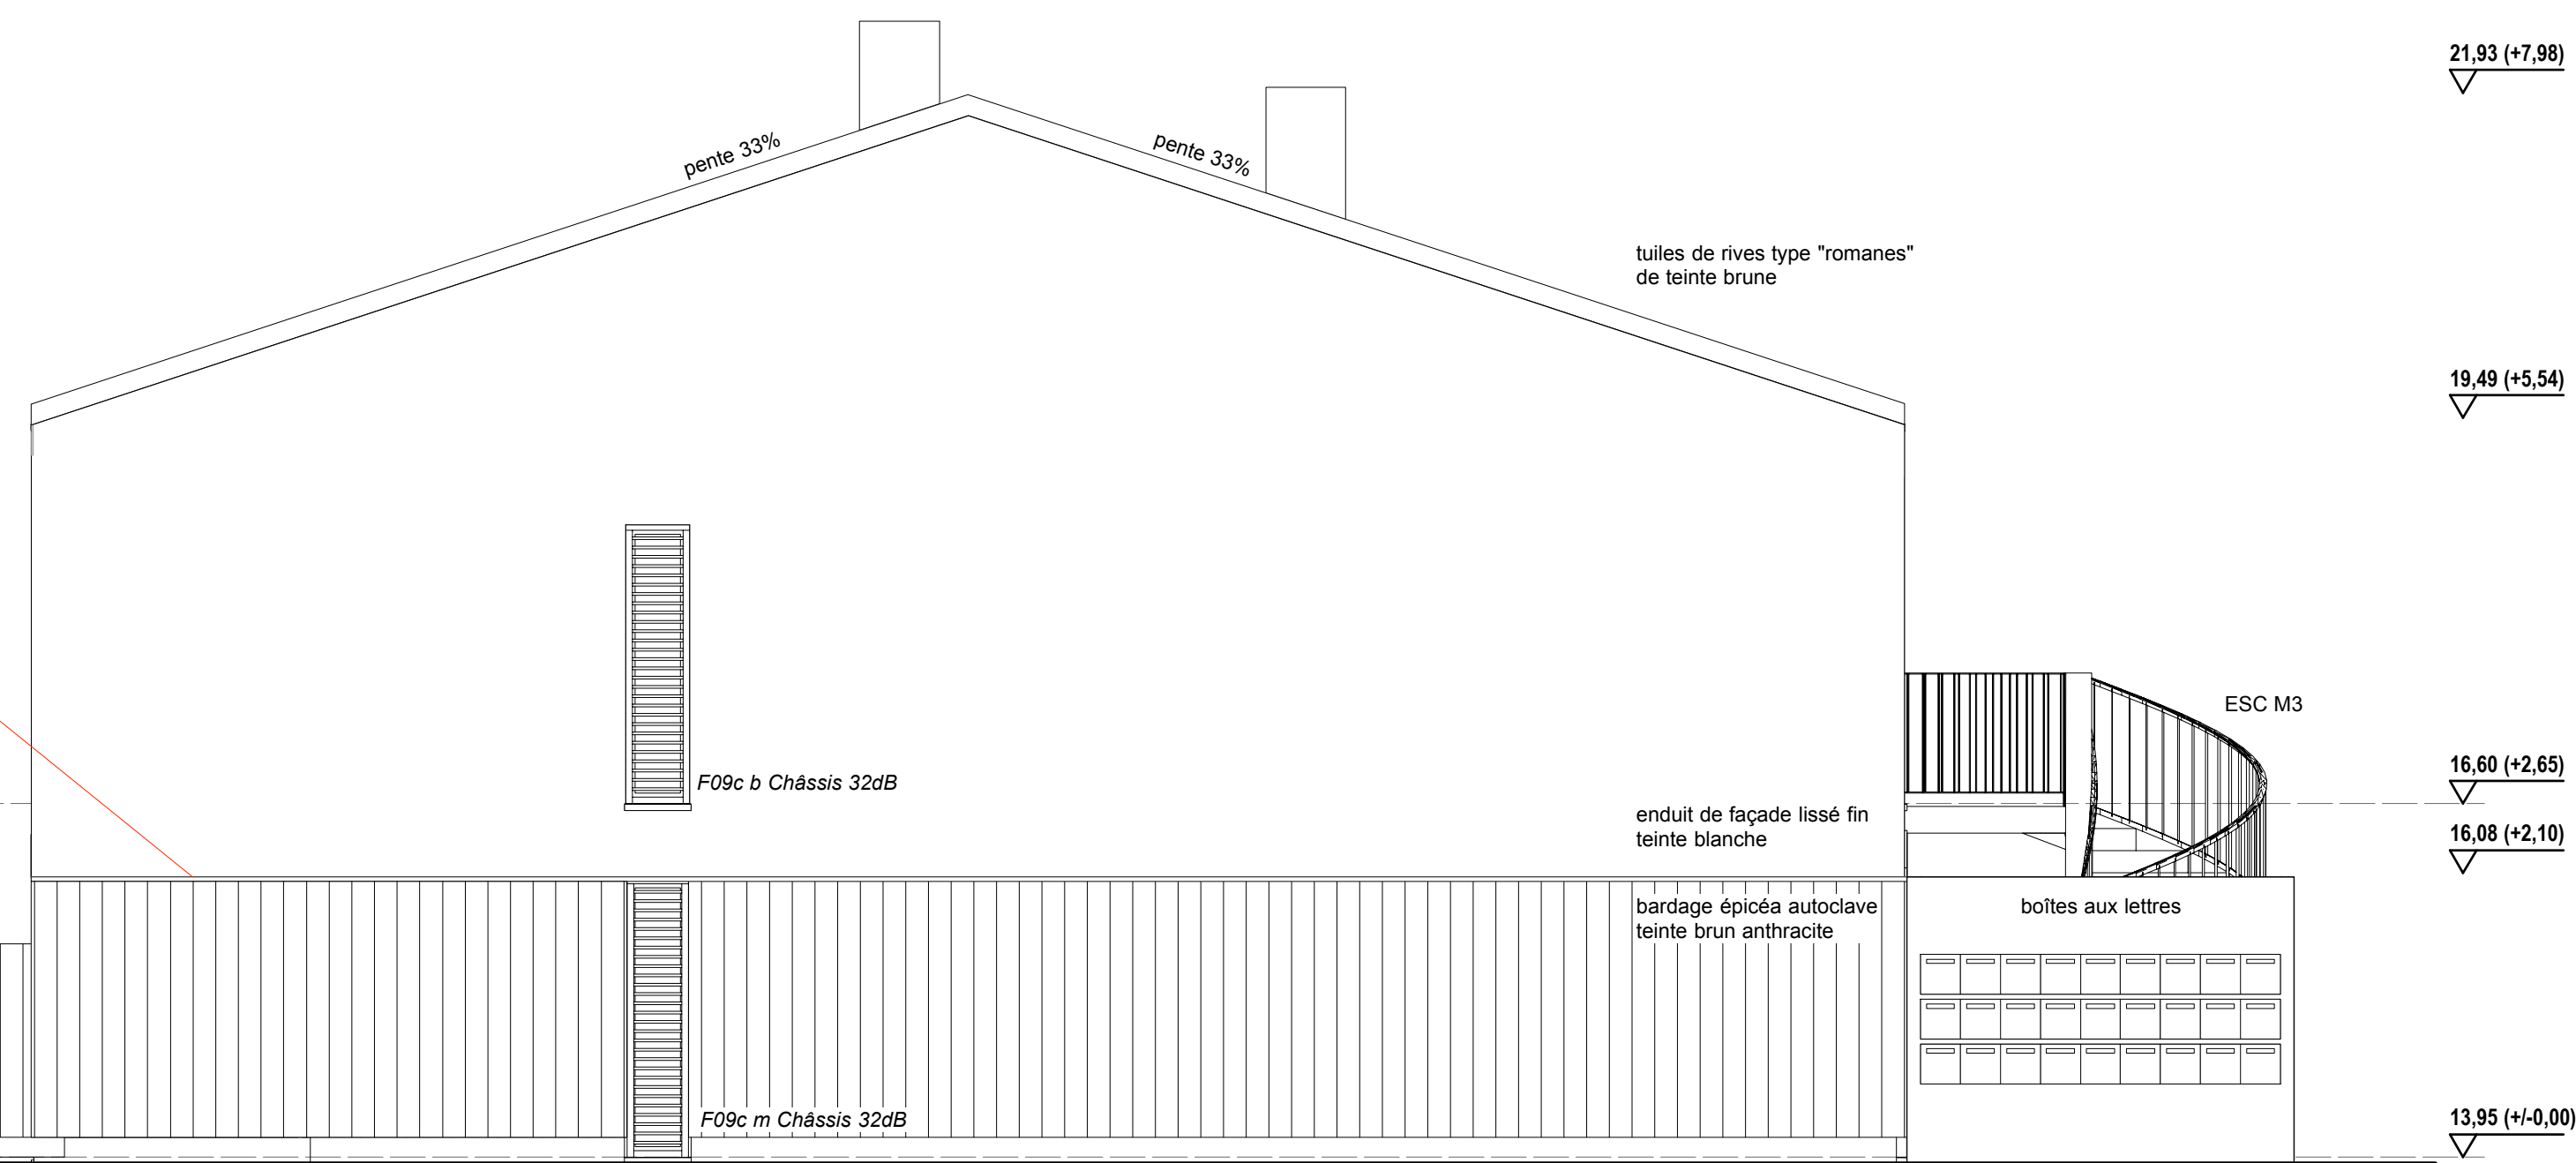 21,93 (+7,98)
pente 33%
pente 33%
tuiles de rives type "romanes"
de teinte brune
19,49 (+5,54)
ESC M3
F09c b Châssis 32dB
16,60 (+2,65)
enduit de façade lissé fin
teinte blanche
16,08 (+2,10)
bardage épicéa autoclave
teinte brun anthracite
boîtes aux lettres
F09c m Châssis 32dB
13,95 (+/-0,00)